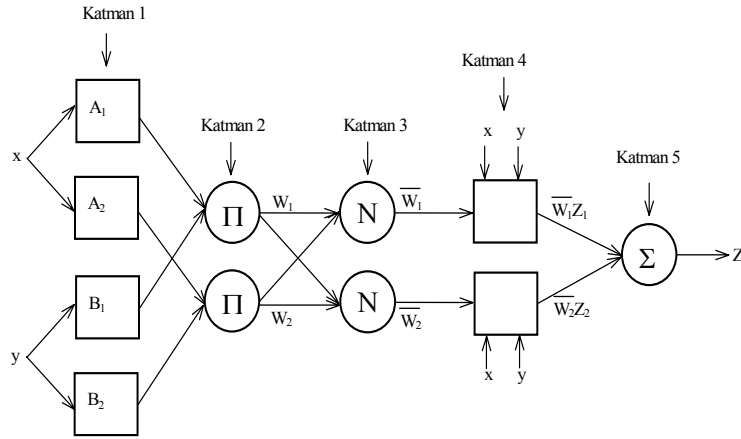 Katman 1
A₁
x
A₂
B₁
y
B₂
Katman 2
Π
Π
W₁
W₂
Katman 3
N
N
W̅₁
W̅₂
Katman 4
x y
x y
W̅₁Z₁
W̅₂Z₂
Katman 5
Σ
Z